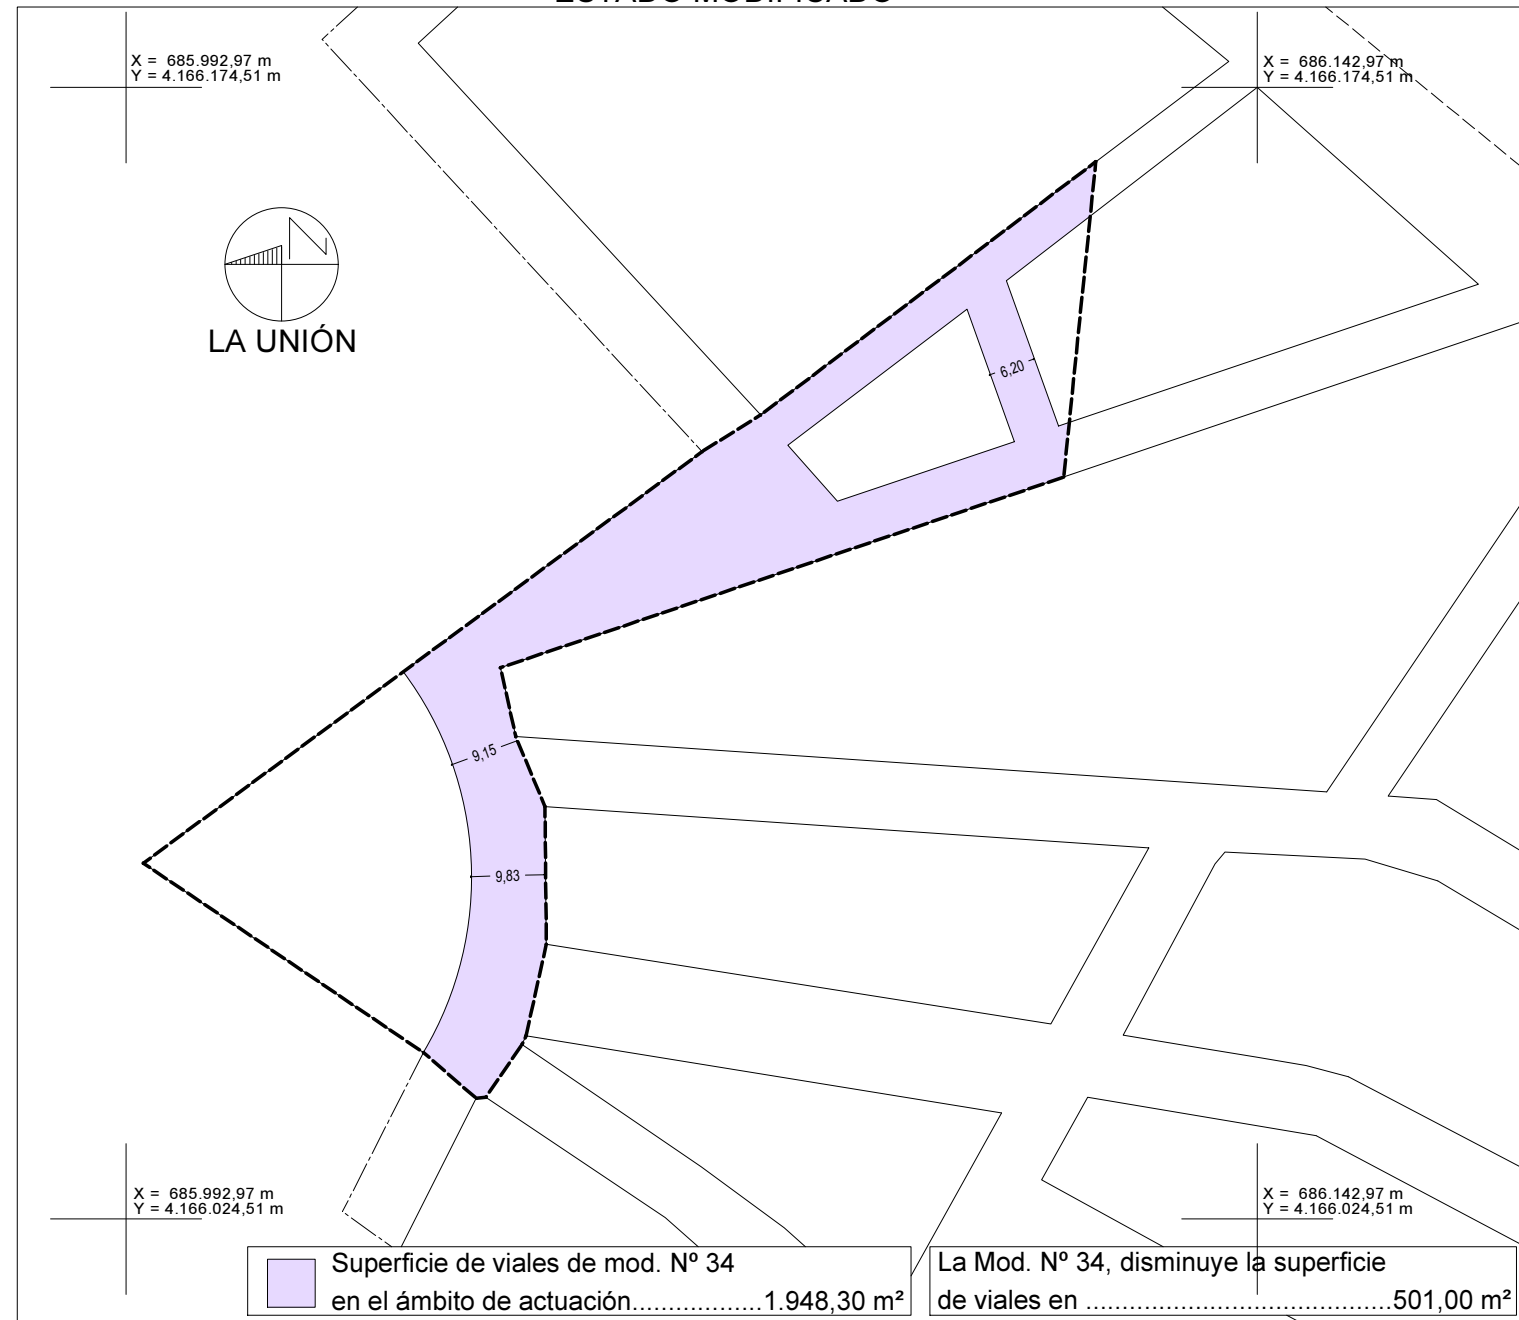 ESTADO MODIFICADO
X = 685.992,97 m
Y = 4.166.174,51 m
X = 686.142,97 m
Y = 4.166.174,51 m
N
LA UNIÓN
6,20
9,15
9,83
X = 685.992,97 m
Y = 4.166.024,51 m
X = 686.142,97 m
Y = 4.166.024,51 m
Superficie de viales de mod. Nº 34
en el ámbito de actuación..................1.948,30 m²
La Mod. Nº 34, disminuye la superficie
de viales en ..........................................501,00 m²